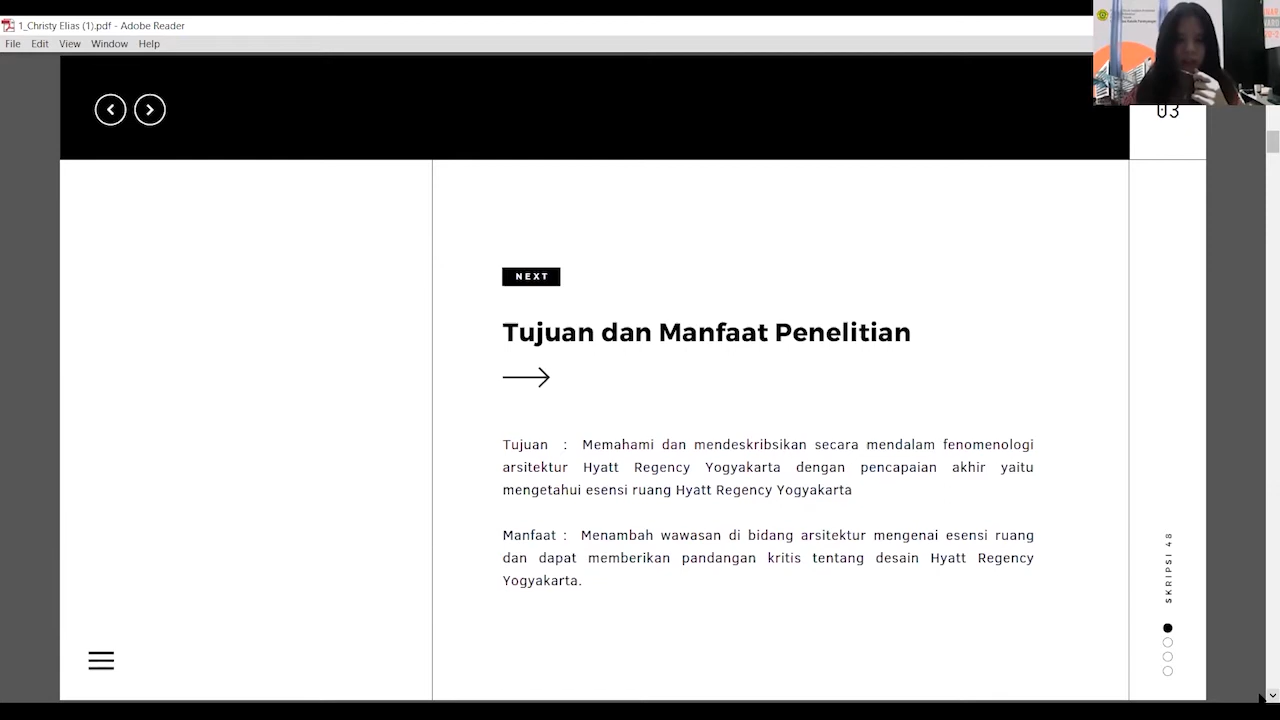 1_Christy Elias (1).pdf - Adobe Reader
File Edit View Window Help
03
NEXT
Tujuan dan Manfaat Penelitian
Tujuan : Memahami dan mendeskribsikan secara mendalam fenomenologi
arsitektur Hyatt Regency Yogyakarta dengan pencapaian akhir yaitu
mengetahui esensi ruang Hyatt Regency Yogyakarta
Manfaat : Menambah wawasan di bidang arsitektur mengenai esensi ruang
dan dapat memberikan pandangan kritis tentang desain Hyatt Regency
Yogyakarta.
SKRIPSI 48